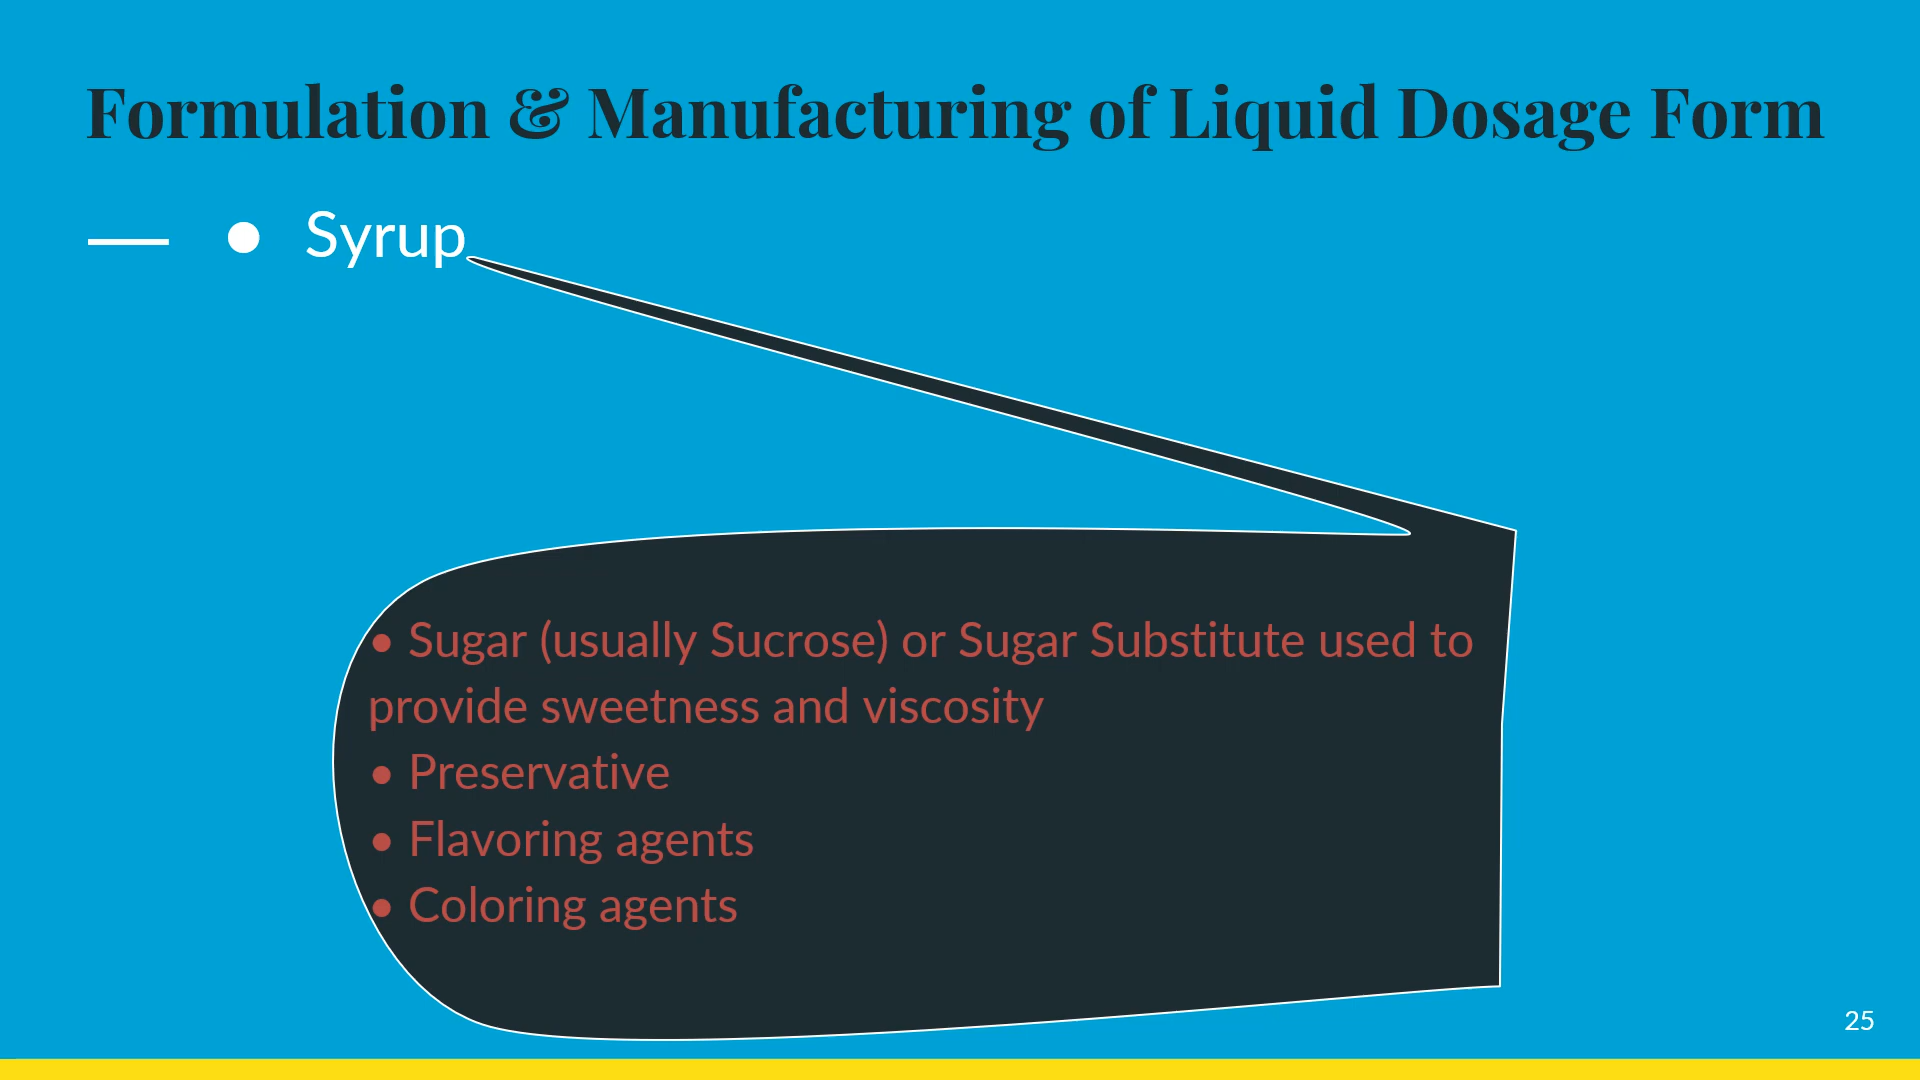 Formulation & Manufacturing of Liquid Dosage Form
● Syrup
● Sugar (usually Sucrose) or Sugar Substitute used to
provide sweetness and viscosity
● Preservative
● Flavoring agents
● Coloring agents
25